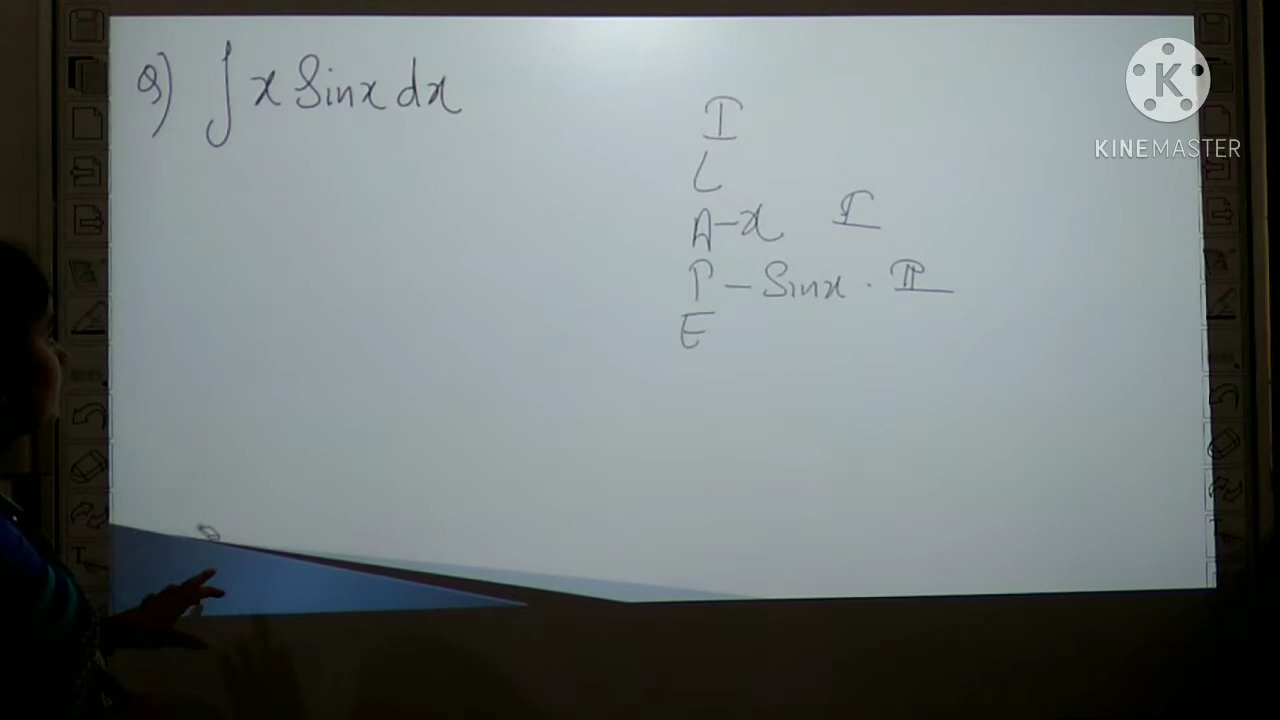 Q) ∫ x Sinx dx
I
L
A - x I
T - Sinx . II
E
K
KINEMASTER